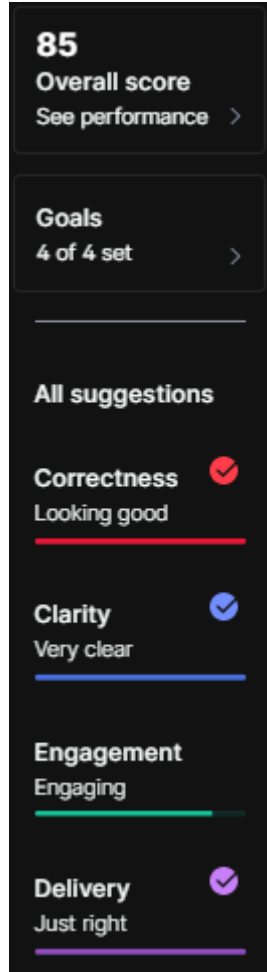 85
Overall score
See performance
Goals
4 of 4 set
All suggestions
Correctness
Looking good
Clarity
Very clear
Engagement
Engaging
Delivery
Just right